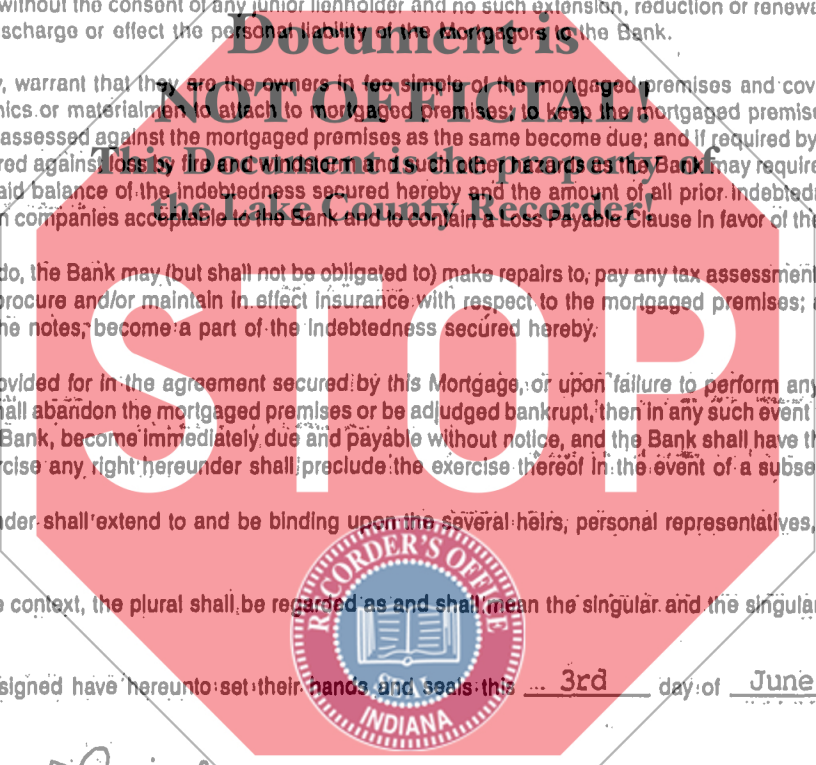 without the consent of any junior lienholder and no such extension, reduction or renewa
scharge or effect the personal liability of the Mortgagors to the Bank.
Document is
, warrant that they are the owners in fee simple of the mortgaged premises and cov
NOT OFFICIAL!
nics or materialmen to attach to mortgaged premises; to keep the mortgaged premise
assessed against the mortgaged premises as the same become due; and if required by
This Document is the property of
red against loss by fire and windstorm and such other hazards as the Bank may require
aid balance of the indebtedness secured hereby and the amount of all prior indebtedn
the Lake County Recorder!
n companies acceptable to the Bank and to contain a Loss Payable Clause in favor of the
do, the Bank may (but shall not be obligated to) make repairs to, pay any tax assessment
procure and/or maintain in effect insurance with respect to the mortgaged premises; a
he notes, become a part of the indebtedness secured hereby.
STOP
ovided for in the agreement secured by this Mortgage, or upon failure to perform any
hall abandon the mortgaged premises or be adjudged bankrupt, then in any such event
Bank, become immediately due and payable without notice, and the Bank shall have th
rcise any right hereunder shall preclude the exercise thereof in the event of a subse
nder shall extend to and be binding upon the several heirs, personal representatives,
RECORDER'S OFFICE
e context, the plural shall be regarded as and shall mean the singular and the singular
signed have hereunto set their hands and seals this 3rd day of June
SEAL
INDIANA